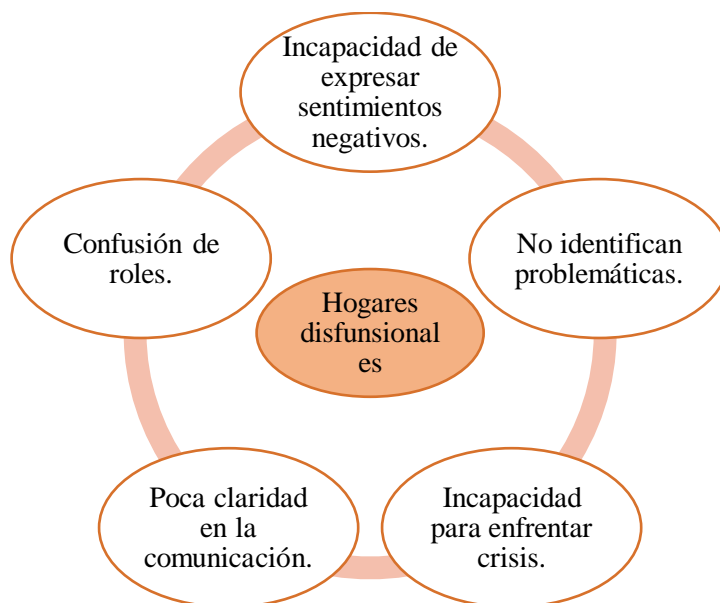 Incapacidad de
expresar
sentimientos
negativos.
No identifican
problemáticas.
Incapacidad
para enfrentar
crisis.
Poca claridad
en la
comunicación.
Confusión de
roles.
Hogares
disfunsional
es